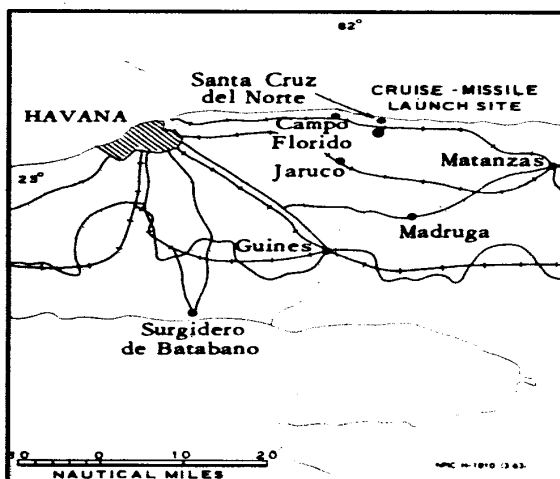 82°
Santa Cruz
del Norte
CRUISE-MISSILE
LAUNCH SITE
HAVANA
Campo
Florido
Matanzas
Jaruco
23°
Madruga
Guines
Surgidero
de Batabano
10 0 10 20
NAUTICAL MILES